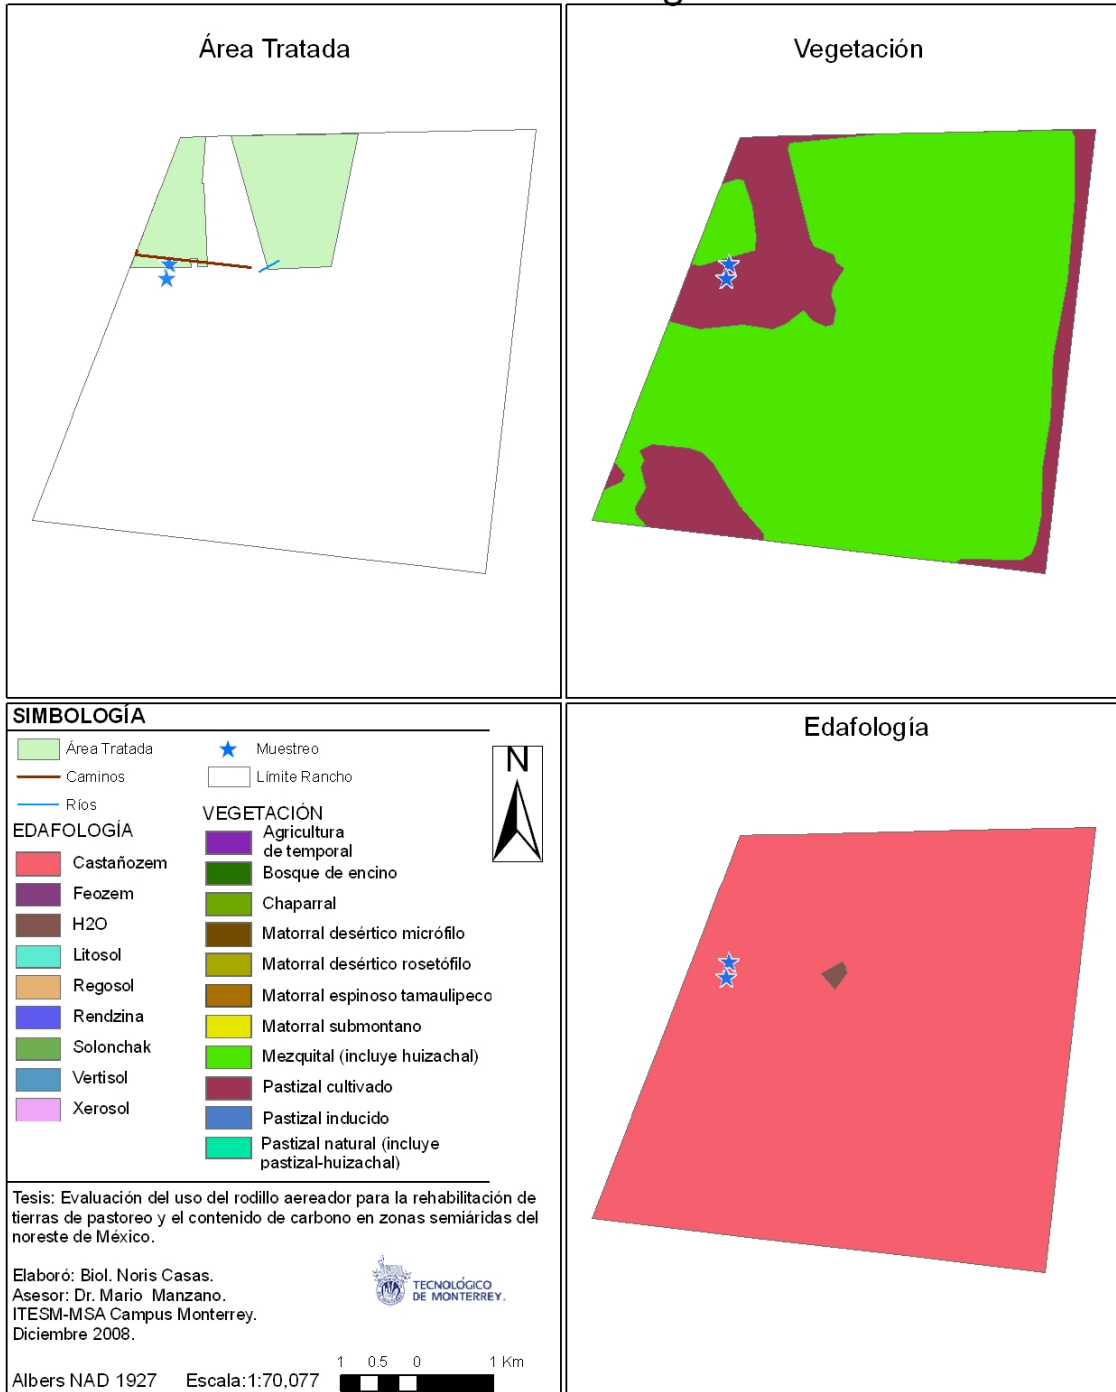 Área Tratada
Vegetación
SIMBOLOGÍA
Área Tratada
Muestreo
Caminos
Límite Rancho
Ríos
N
EDAFOLOGÍA
Castañozem
Feozem
H2O
Litosol
Regosol
Rendzina
Solonchak
Vertisol
Xerosol
VEGETACIÓN
Agricultura
de temporal
Bosque de encino
Chaparral
Matorral desértico micrófilo
Matorral desértico rosetófilo
Matorral espinoso tamaulipeco
Matorral submontano
Mezquital (incluye huizachal)
Pastizal cultivado
Pastizal inducido
Pastizal natural (incluye
pastizal-huizachal)
Edafología
Tesis: Evaluación del uso del rodillo aereador para la rehabilitación de
tierras de pastoreo y el contenido de carbono en zonas semiáridas del
noreste de México.
Elaboró: Biol. Noris Casas.
Asesor: Dr. Mario Manzano.
ITESM-MSA Campus Monterrey.
Diciembre 2008.
TECNOLÓGICO
DE MONTERREY.
Albers NAD 1927 Escala:1:70,077
1 0.5 0 1 Km